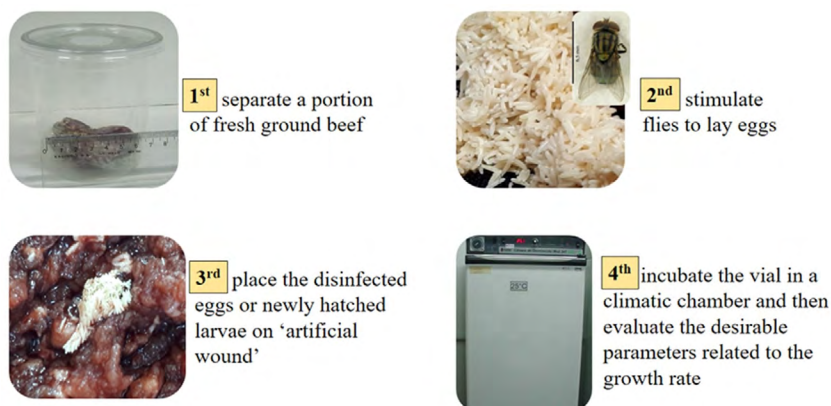 1st separate a portion
of fresh ground beef
2nd stimulate
flies to lay eggs
3rd place the disinfected
eggs or newly hatched
larvae on ‘artificial
wound’
4th incubate the vial in a
climatic chamber and then
evaluate the desirable
parameters related to the
growth rate
25°C